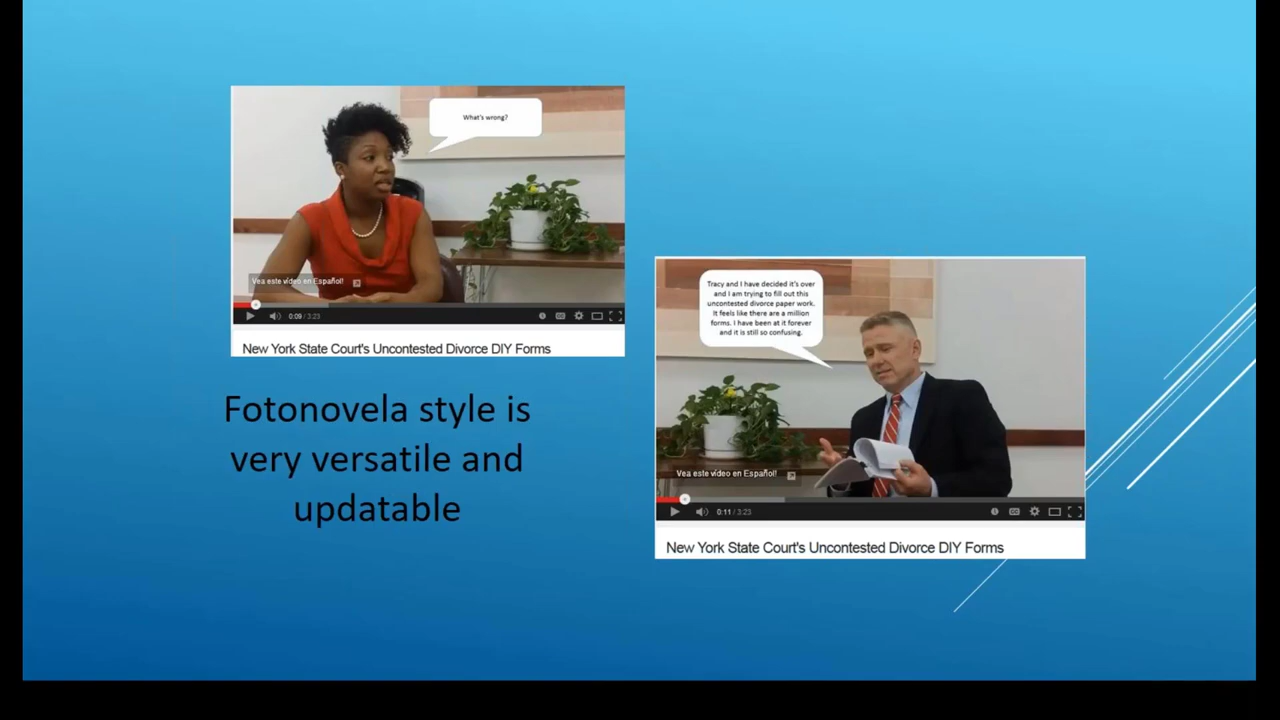 What's wrong?
Vea este vídeo en Español!
0:09 / 3:23
New York State Court's Uncontested Divorce DIY Forms
Fotonovela style is
very versatile and
updatable
Tracy and I have decided it's over
and I am trying to fill out this
uncontested divorce paper work.
It feels like there are a million
forms. I have been at it forever
and it is still so confusing.
Vea este vídeo en Español!
0:11 / 3:23
New York State Court's Uncontested Divorce DIY Forms